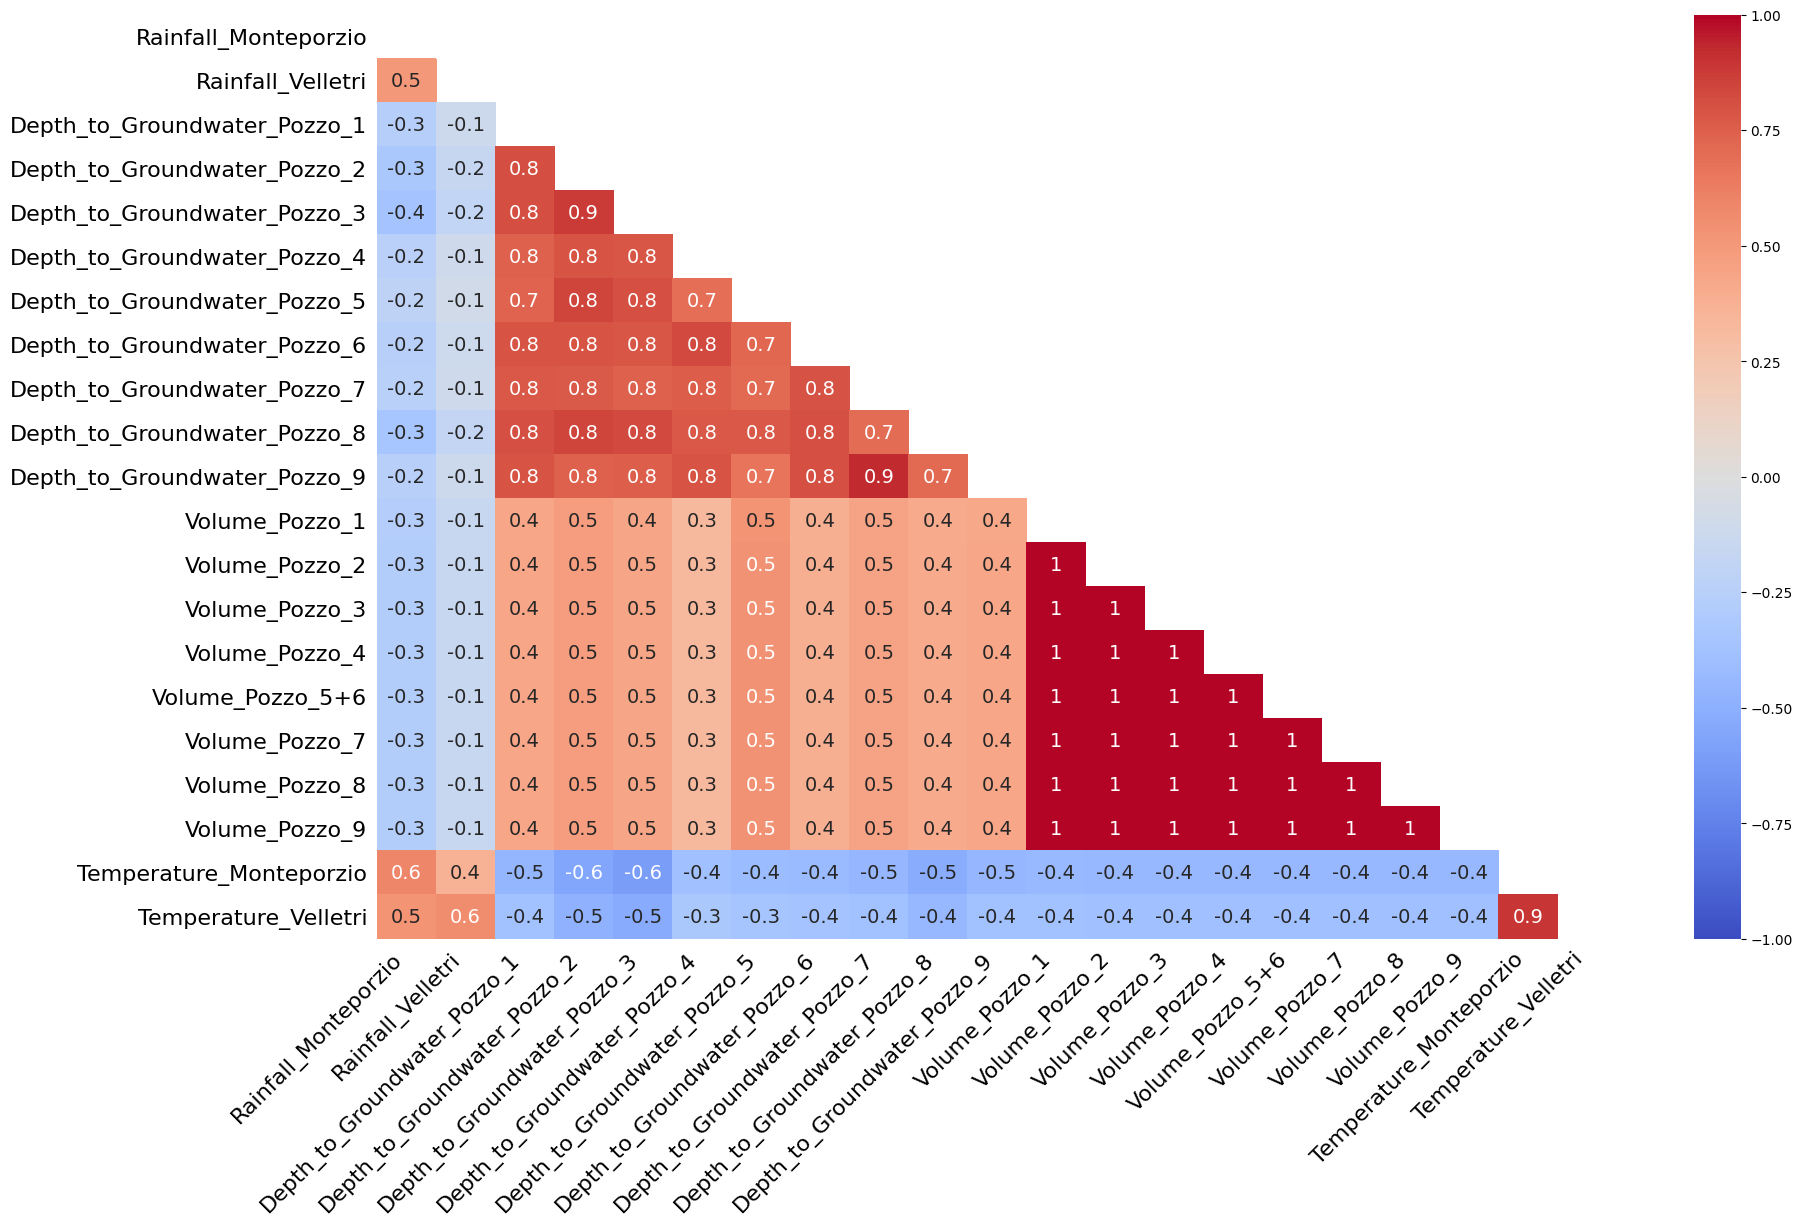 Rainfall_Monteporzio
Rainfall_Velletri 0.5
Depth_to_Groundwater_Pozzo_1 -0.3 -0.1
Depth_to_Groundwater_Pozzo_2 -0.3 -0.2 0.8
Depth_to_Groundwater_Pozzo_3 -0.4 -0.2 0.8 0.9
Depth_to_Groundwater_Pozzo_4 -0.2 -0.1 0.8 0.8 0.8
Depth_to_Groundwater_Pozzo_5 -0.2 -0.1 0.7 0.8 0.8 0.7
Depth_to_Groundwater_Pozzo_6 -0.2 -0.1 0.8 0.8 0.8 0.8 0.7
Depth_to_Groundwater_Pozzo_7 -0.2 -0.1 0.8 0.8 0.8 0.8 0.7 0.8
Depth_to_Groundwater_Pozzo_8 -0.3 -0.2 0.8 0.8 0.8 0.8 0.8 0.8 0.7
Depth_to_Groundwater_Pozzo_9 -0.2 -0.1 0.8 0.8 0.8 0.8 0.7 0.8 0.9 0.7
Volume_Pozzo_1 -0.3 -0.1 0.4 0.5 0.4 0.3 0.5 0.4 0.5 0.4 0.4
Volume_Pozzo_2 -0.3 -0.1 0.4 0.5 0.5 0.3 0.5 0.4 0.5 0.4 0.4 1
Volume_Pozzo_3 -0.3 -0.1 0.4 0.5 0.5 0.3 0.5 0.4 0.5 0.4 0.4 1 1
Volume_Pozzo_4 -0.3 -0.1 0.4 0.5 0.5 0.3 0.5 0.4 0.5 0.4 0.4 1 1 1
Volume_Pozzo_5+6 -0.3 -0.1 0.4 0.5 0.5 0.3 0.5 0.4 0.5 0.4 0.4 1 1 1 1
Volume_Pozzo_7 -0.3 -0.1 0.4 0.5 0.5 0.3 0.5 0.4 0.5 0.4 0.4 1 1 1 1 1
Volume_Pozzo_8 -0.3 -0.1 0.4 0.5 0.5 0.3 0.5 0.4 0.5 0.4 0.4 1 1 1 1 1 1
Volume_Pozzo_9 -0.3 -0.1 0.4 0.5 0.5 0.3 0.5 0.4 0.5 0.4 0.4 1 1 1 1 1 1 1
Temperature_Monteporzio 0.6 0.4 -0.5 -0.6 -0.6 -0.4 -0.4 -0.4 -0.5 -0.5 -0.5 -0.4 -0.4 -0.4 -0.4 -0.4 -0.4 -0.4 -0.4
Temperature_Velletri 0.5 0.6 -0.4 -0.5 -0.5 -0.3 -0.3 -0.4 -0.4 -0.4 -0.4 -0.4 -0.4 -0.4 -0.4 -0.4 -0.4 -0.4 -0.4 0.9
Rainfall_Monteporzio
Rainfall_Velletri
Depth_to_Groundwater_Pozzo_1
Depth_to_Groundwater_Pozzo_2
Depth_to_Groundwater_Pozzo_3
Depth_to_Groundwater_Pozzo_4
Depth_to_Groundwater_Pozzo_5
Depth_to_Groundwater_Pozzo_6
Depth_to_Groundwater_Pozzo_7
Depth_to_Groundwater_Pozzo_8
Depth_to_Groundwater_Pozzo_9
Volume_Pozzo_1
Volume_Pozzo_2
Volume_Pozzo_3
Volume_Pozzo_4
Volume_Pozzo_5+6
Volume_Pozzo_7
Volume_Pozzo_8
Volume_Pozzo_9
Temperature_Monteporzio
Temperature_Velletri
1.00
0.75
0.50
0.25
0.00
−0.25
−0.50
−0.75
−1.00